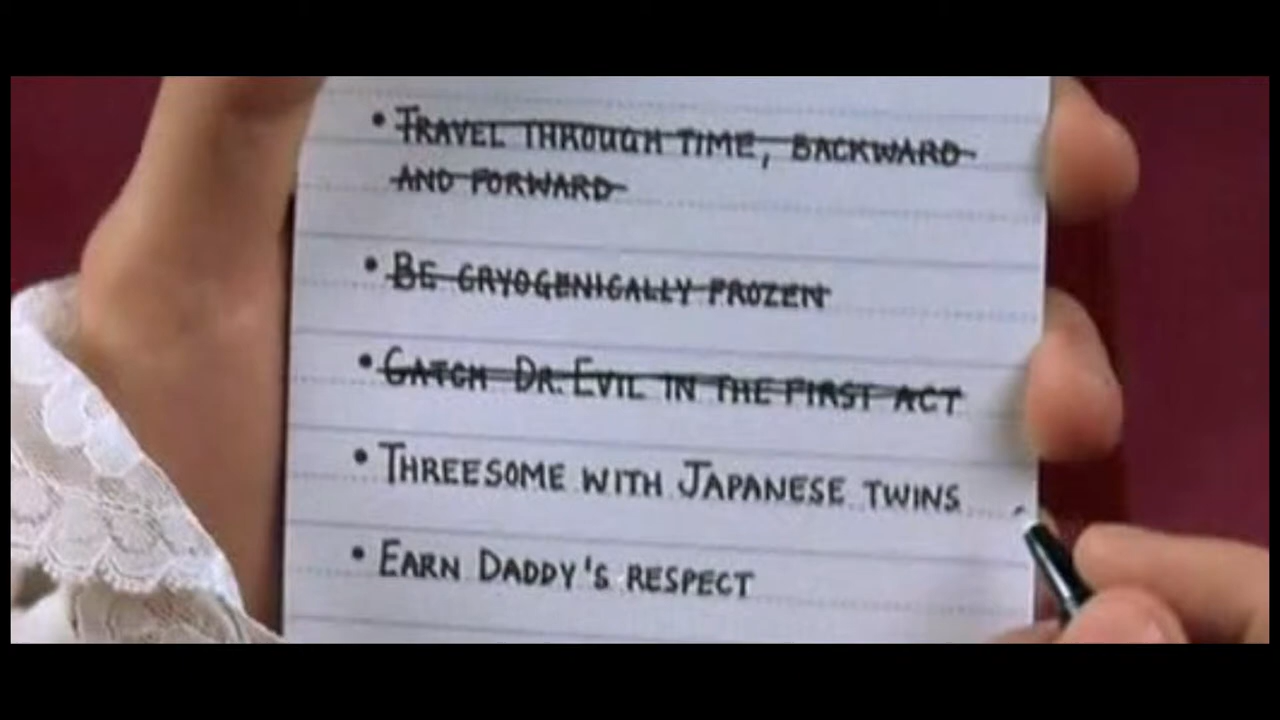 • TRAVEL THROUGH TIME, BACKWARD
AND FORWARD
• BE CRYOGENICALLY FROZEN
• CATCH DR. EVIL IN THE FIRST ACT
• THREESOME WITH JAPANESE TWINS
• EARN DADDY'S RESPECT